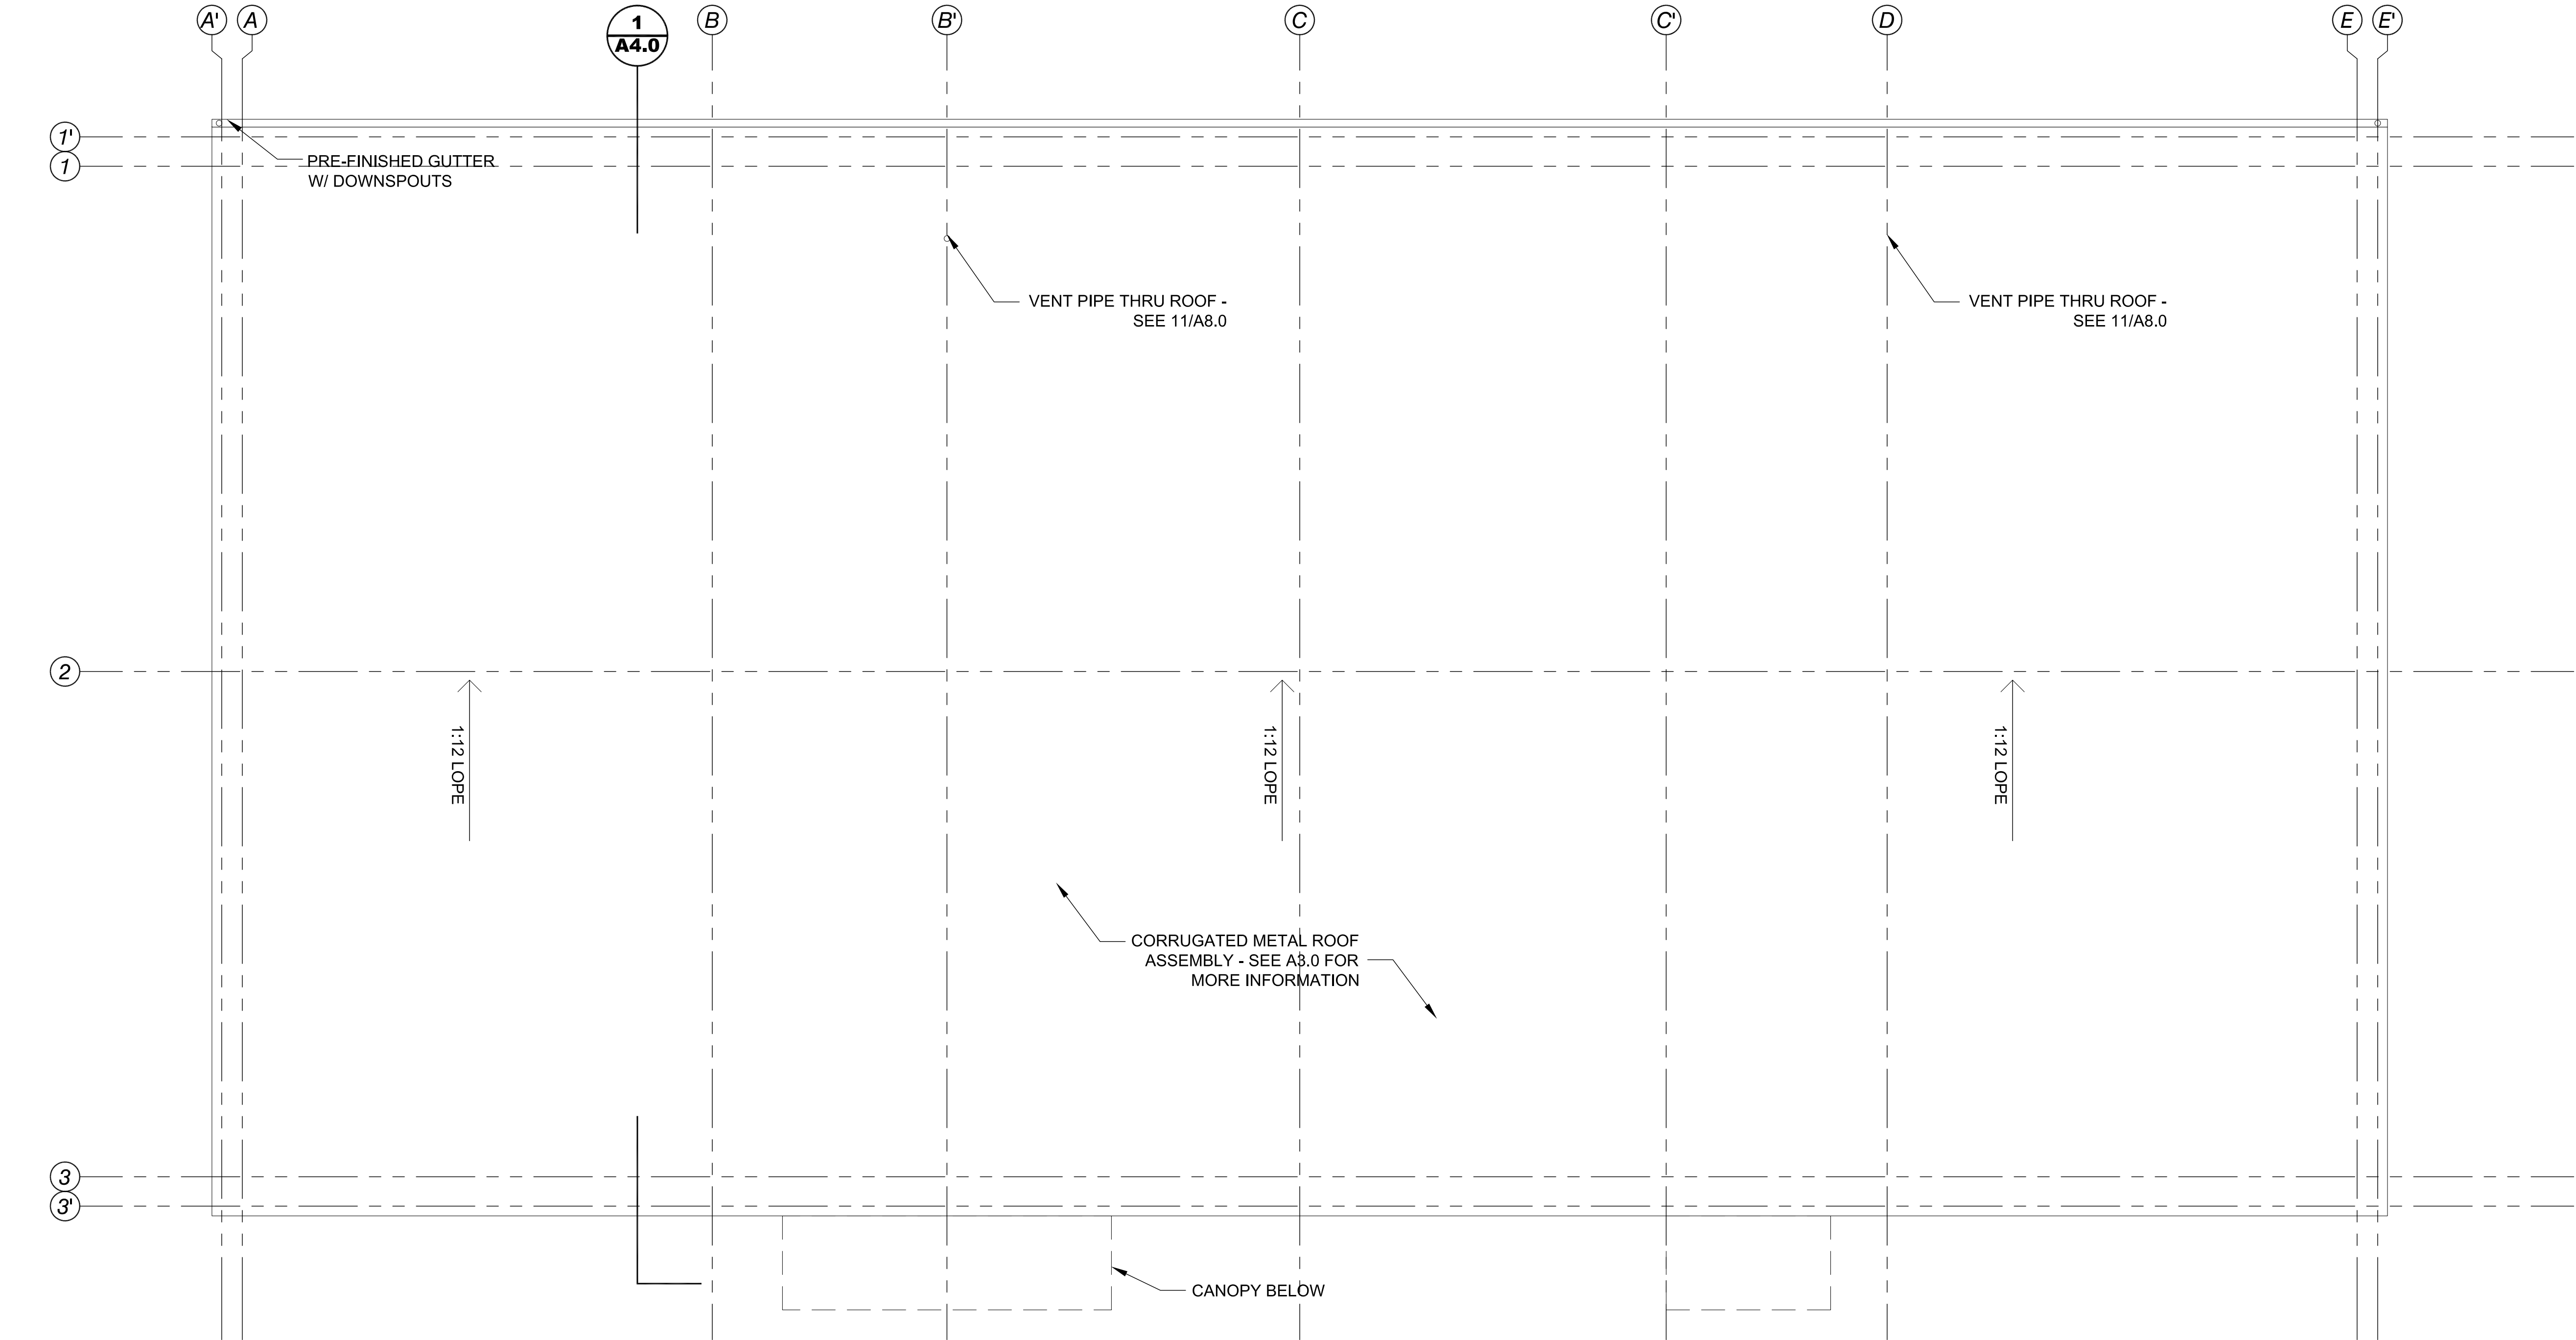 A'
A
1
A4.0
B
B'
C
C'
D
E
E'
1'
1
PRE-FINISHED GUTTER
W/ DOWNSPOUTS
VENT PIPE THRU ROOF -
SEE 11/A8.0
VENT PIPE THRU ROOF -
SEE 11/A8.0
2
1:12 LOPE
1:12 LOPE
1:12 LOPE
CORRUGATED METAL ROOF
ASSEMBLY - SEE A3.0 FOR
MORE INFORMATION
3
3'
CANOPY BELOW